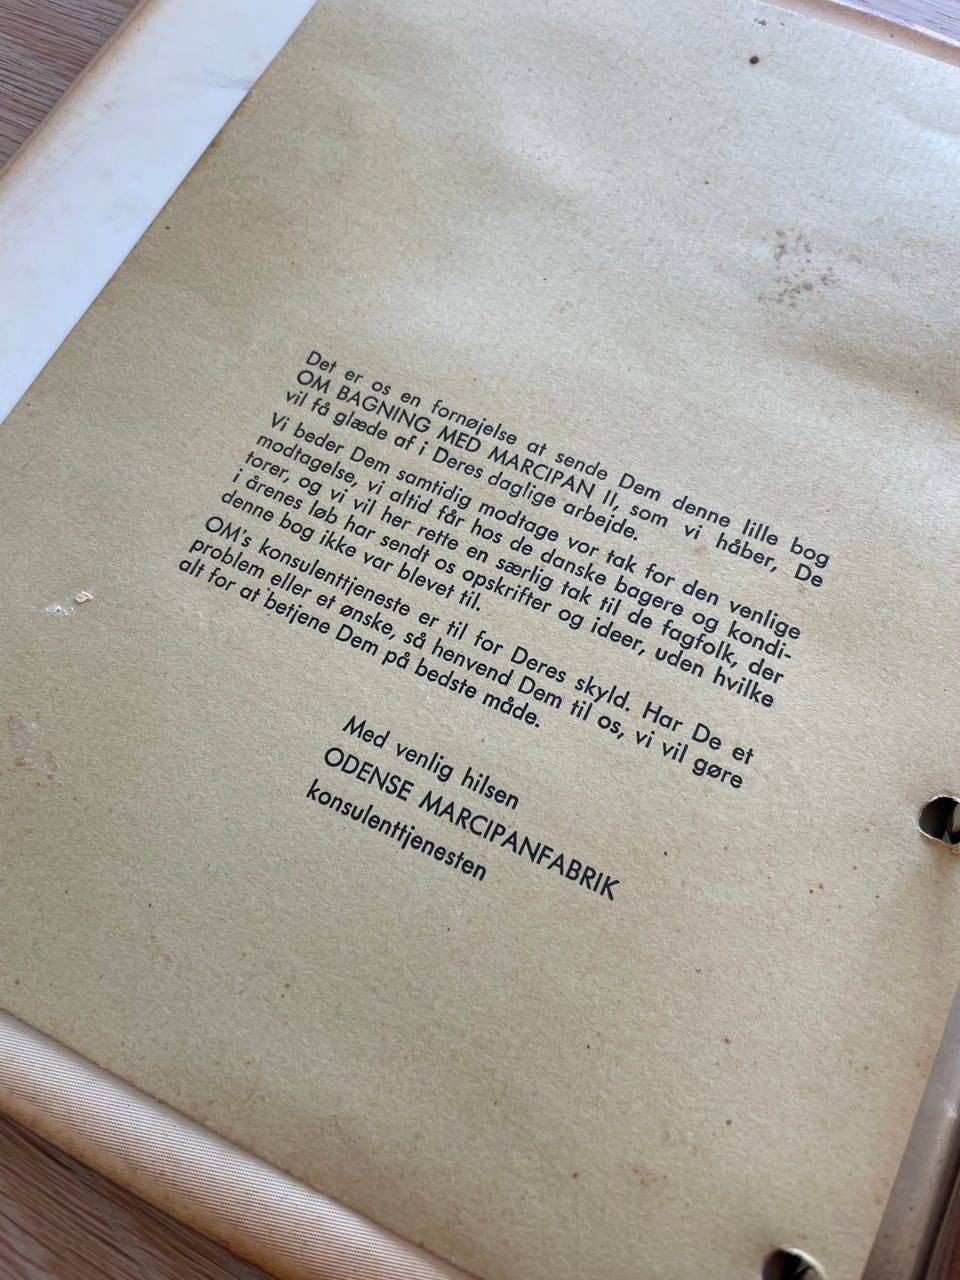 Det er os en fornøjelse at sende Dem denne lille bog
OM BAGNING MED MARCIPAN II, som vi håber, De
vil få glæde af i Deres daglige arbejde.
Vi beder Dem samtidig modtage vor tak for den venlige
modtagelse, vi altid får hos de danske bagere og kondi-
torer, og vi vil her rette en særlig tak til de fagfolk, der
i årenes løb har sendt os opskrifter og ideer, uden hvilke
denne bog ikke var blevet til.
OM's konsulenttjeneste er til for Deres skyld. Har De et
problem eller et ønske, så henvend Dem til os, vi vil gøre
alt for at betjene Dem på bedste måde.
Med venlig hilsen
ODENSE MARCIPANFABRIK
konsulenttjenesten